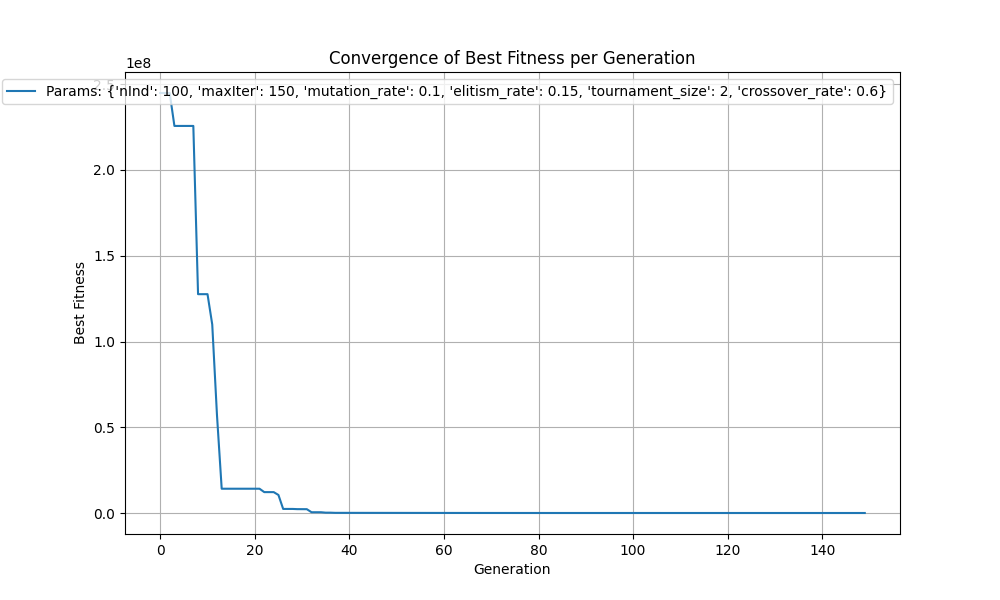 Convergence of Best Fitness per Generation
1e8
2.5
Params: {'nInd': 100, 'maxIter': 150, 'mutation_rate': 0.1, 'elitism_rate': 0.15, 'tournament_size': 2, 'crossover_rate': 0.6}
2.0
1.5
1.0
0.5
0.0
Best Fitness
0 20 40 60 80 100 120 140
Generation